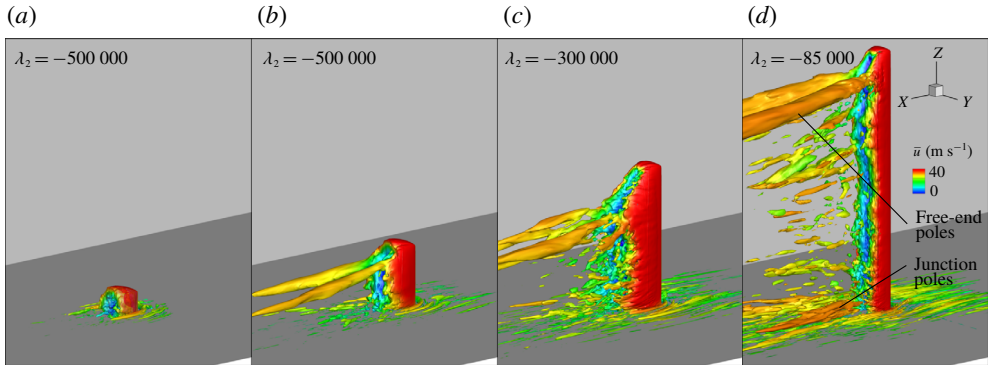 (a)
(b)
(c)
(d)
λ₂ = −500 000
λ₂ = −500 000
λ₂ = −300 000
λ₂ = −85 000
Z
X
Y
u̅ (m s⁻¹)
40
0
Free-end
poles
Junction
poles